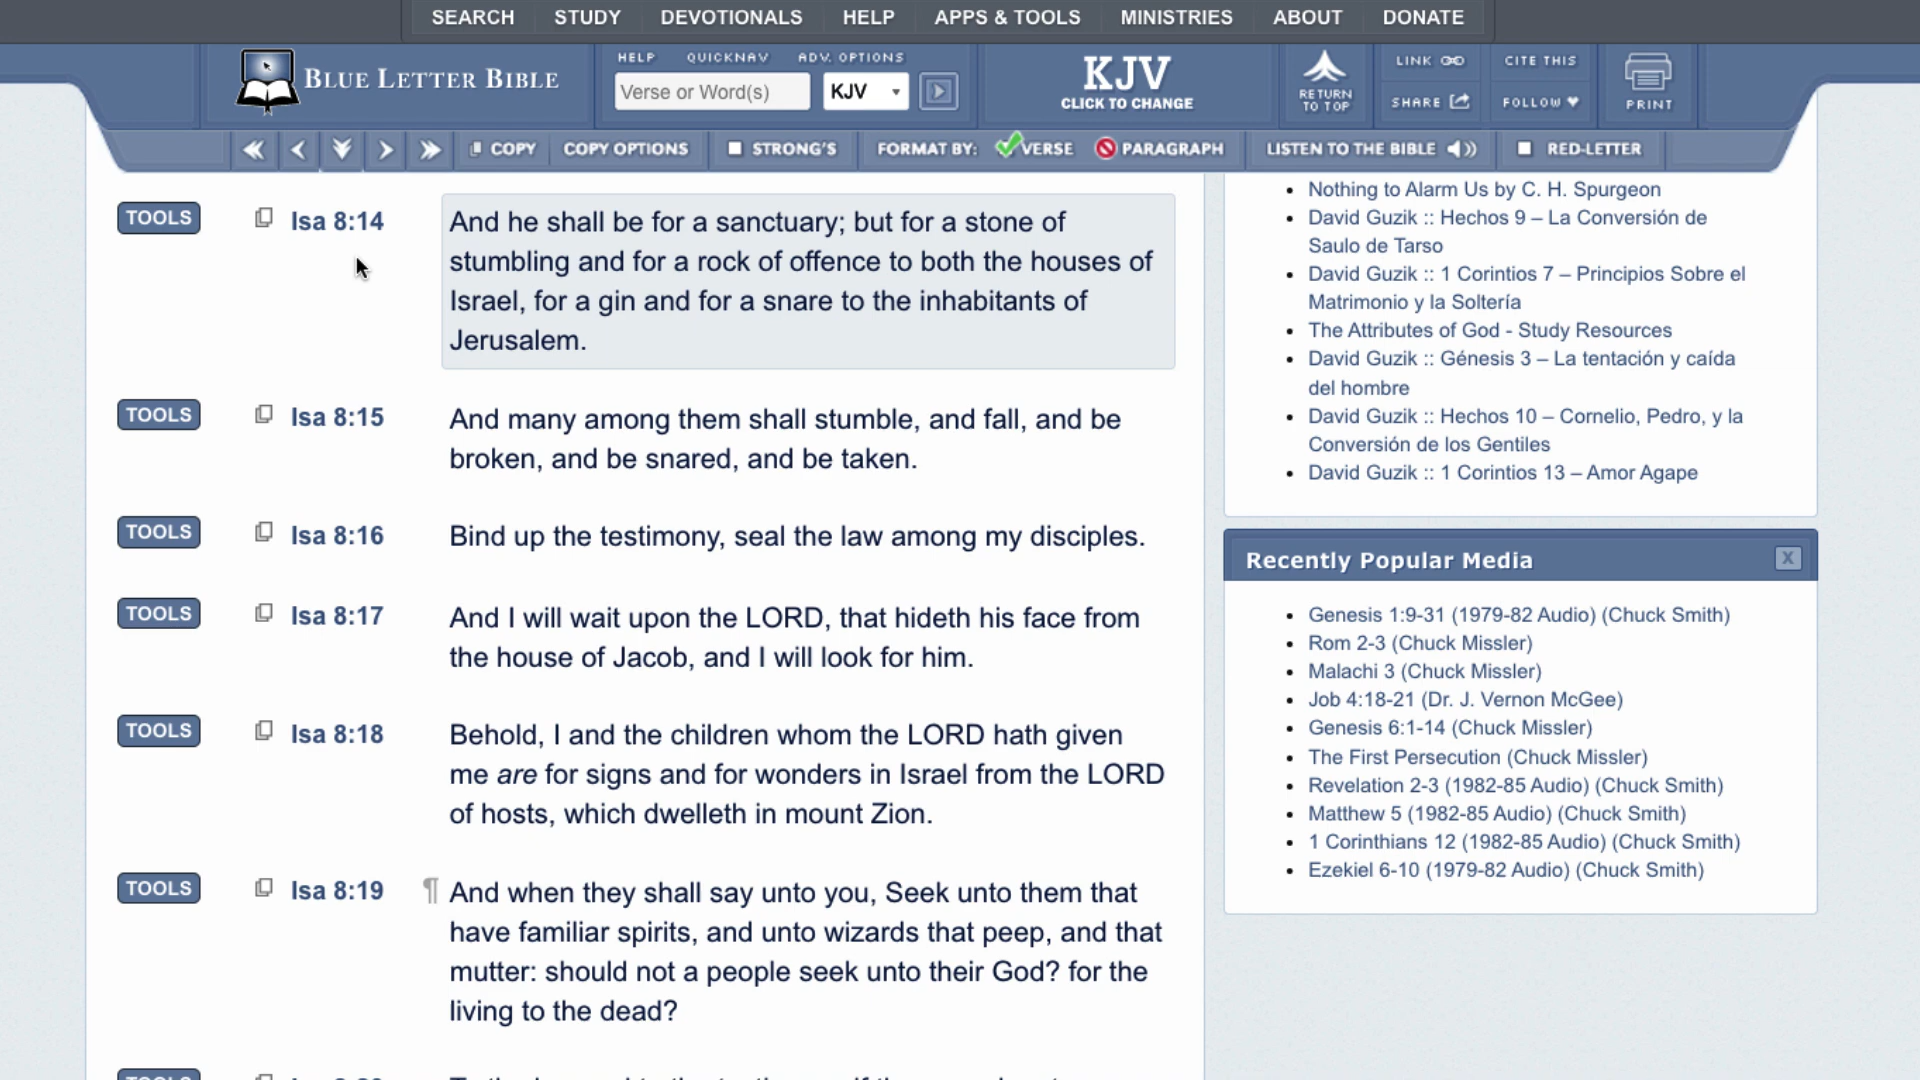 SEARCH STUDY DEVOTIONALS HELP APPS & TOOLS MINISTRIES ABOUT DONATE
BLUE LETTER BIBLE
HELP QUICKNAV ADV. OPTIONS
Verse or Word(s) KJV
KJV
CLICK TO CHANGE
RETURN
TO TOP
LINK
SHARE
CITE THIS
FOLLOW
PRINT
COPY COPY OPTIONS STRONG'S FORMAT BY: VERSE PARAGRAPH LISTEN TO THE BIBLE RED-LETTER
TOOLS Isa 8:14 And he shall be for a sanctuary; but for a stone of
stumbling and for a rock of offence to both the houses of
Israel, for a gin and for a snare to the inhabitants of
Jerusalem.
TOOLS Isa 8:15 And many among them shall stumble, and fall, and be
broken, and be snared, and be taken.
TOOLS Isa 8:16 Bind up the testimony, seal the law among my disciples.
TOOLS Isa 8:17 And I will wait upon the LORD, that hideth his face from
the house of Jacob, and I will look for him.
TOOLS Isa 8:18 Behold, I and the children whom the LORD hath given
me are for signs and for wonders in Israel from the LORD
of hosts, which dwelleth in mount Zion.
TOOLS Isa 8:19 ¶ And when they shall say unto you, Seek unto them that
have familiar spirits, and unto wizards that peep, and that
mutter: should not a people seek unto their God? for the
living to the dead?
Nothing to Alarm Us by C. H. Spurgeon
David Guzik :: Hechos 9 – La Conversión de
Saulo de Tarso
David Guzik :: 1 Corintios 7 – Principios Sobre el
Matrimonio y la Soltería
The Attributes of God - Study Resources
David Guzik :: Génesis 3 – La tentación y caída
del hombre
David Guzik :: Hechos 10 – Cornelio, Pedro, y la
Conversión de los Gentiles
David Guzik :: 1 Corintios 13 – Amor Agape
Recently Popular Media X
Genesis 1:9-31 (1979-82 Audio) (Chuck Smith)
Rom 2-3 (Chuck Missler)
Malachi 3 (Chuck Missler)
Job 4:18-21 (Dr. J. Vernon McGee)
Genesis 6:1-14 (Chuck Missler)
The First Persecution (Chuck Missler)
Revelation 2-3 (1982-85 Audio) (Chuck Smith)
Matthew 5 (1982-85 Audio) (Chuck Smith)
1 Corinthians 12 (1982-85 Audio) (Chuck Smith)
Ezekiel 6-10 (1979-82 Audio) (Chuck Smith)